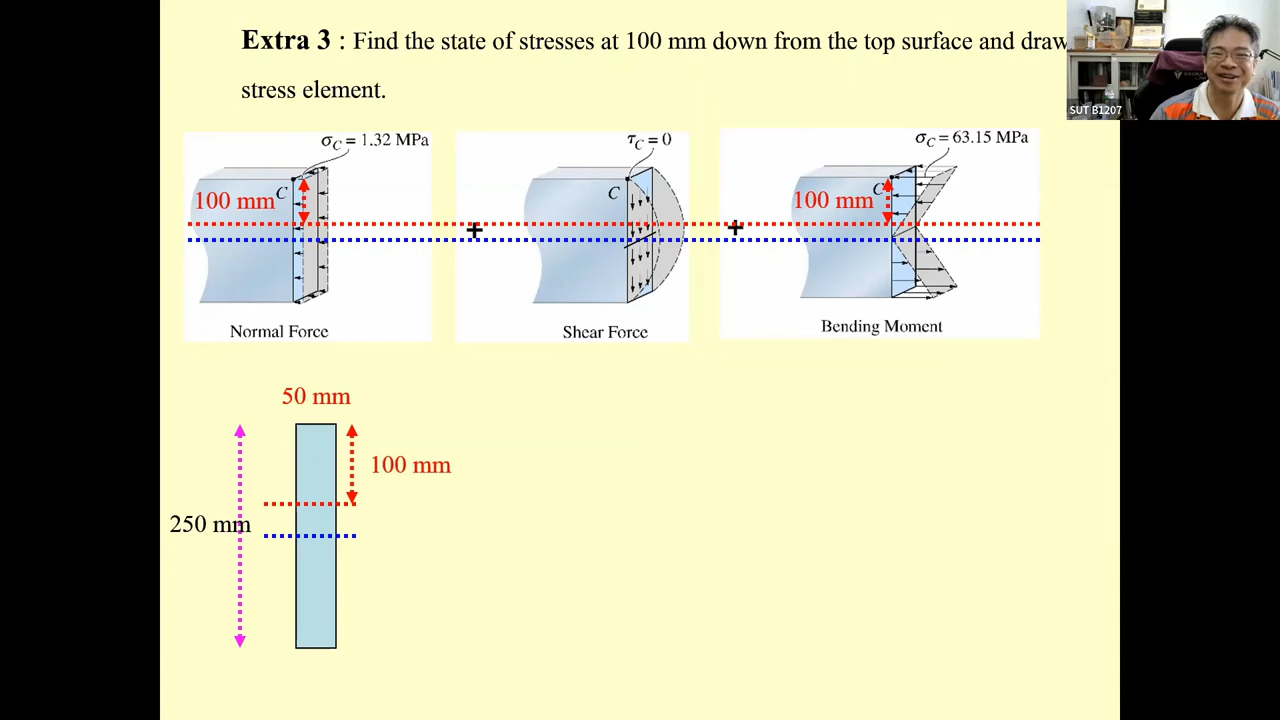 Extra 3 : Find the state of stresses at 100 mm down from the top surface and draw
stress element.
SUT B1207
σC = 1.32 MPa
τC = 0
σC = 63.15 MPa
100 mm
C
C
100 mm
C
+
+
Normal Force
Shear Force
Bending Moment
50 mm
100 mm
250 mm